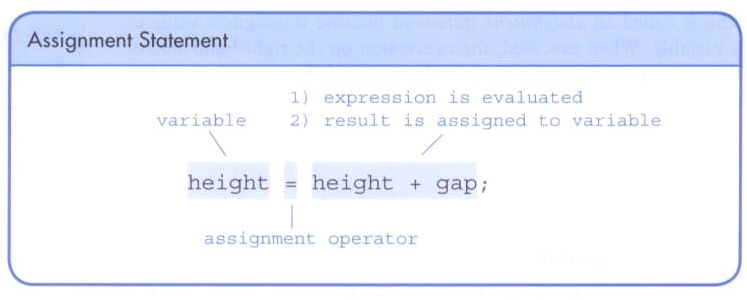 Assignment Statement
1) expression is evaluated
variable 2) result is assigned to variable
height = height + gap;
assignment operator